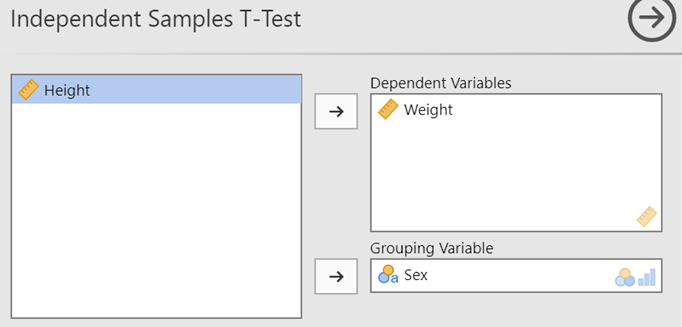 Independent Samples T-Test
Height
Dependent Variables
Weight
Grouping Variable
a Sex